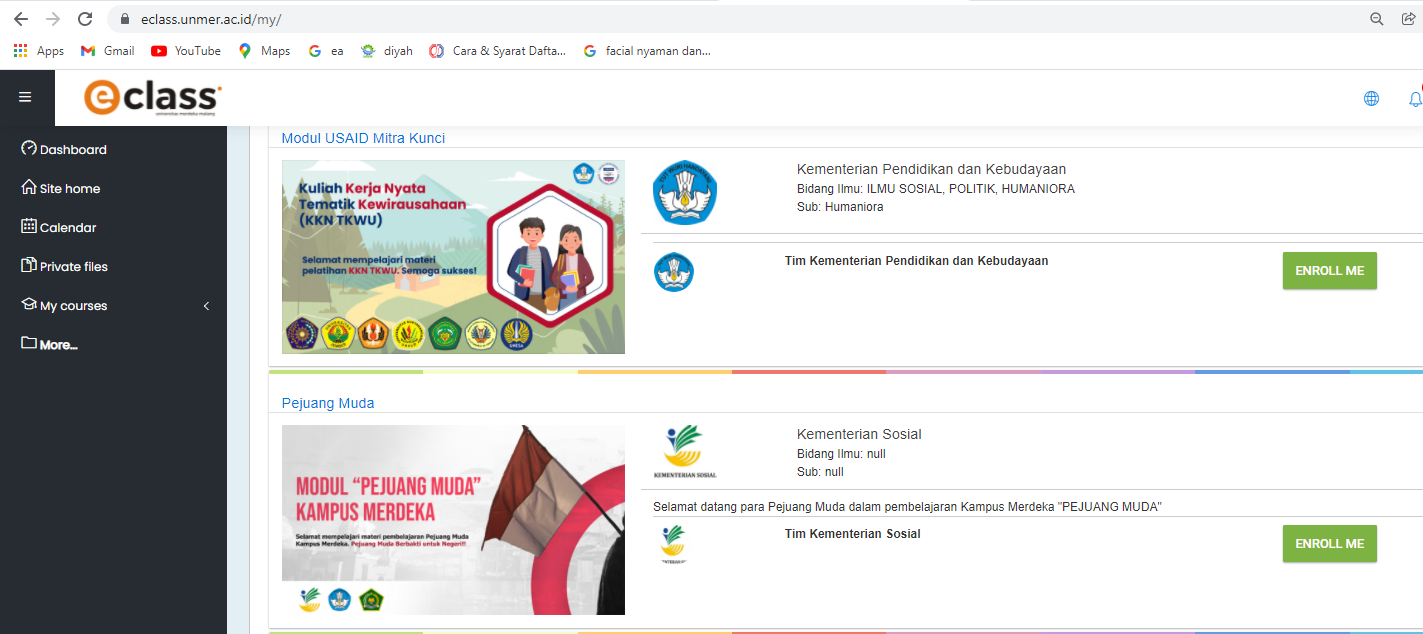 eclass.unmer.ac.id/my/
Apps
Gmail
YouTube
Maps
ea
diyah
Cara & Syarat Dafta...
facial nyaman dan...
eclass
universitas merdeka malang
Dashboard
Site home
Calendar
Private files
My courses
More...
Modul USAID Mitra Kunci
Kuliah Kerja Nyata
Tematik Kewirausahaan
(KKN TKWU)
Selamat mempelajari materi
pelatihan KKN TKWU. Semoga sukses!
Kementerian Pendidikan dan Kebudayaan
Bidang Ilmu: ILMU SOSIAL, POLITIK, HUMANIORA
Sub: Humaniora
Tim Kementerian Pendidikan dan Kebudayaan
ENROLL ME
Pejuang Muda
MODUL “PEJUANG MUDA”
KAMPUS MERDEKA
Selamat mempelajari materi pembelajaran Pejuang Muda
Kampus Merdeka. Pejuang Muda Berbakti untuk Negeri!!
KEMENTERIAN SOSIAL
Kementerian Sosial
Bidang Ilmu: null
Sub: null
Selamat datang para Pejuang Muda dalam pembelajaran Kampus Merdeka "PEJUANG MUDA"
Tim Kementerian Sosial
ENROLL ME